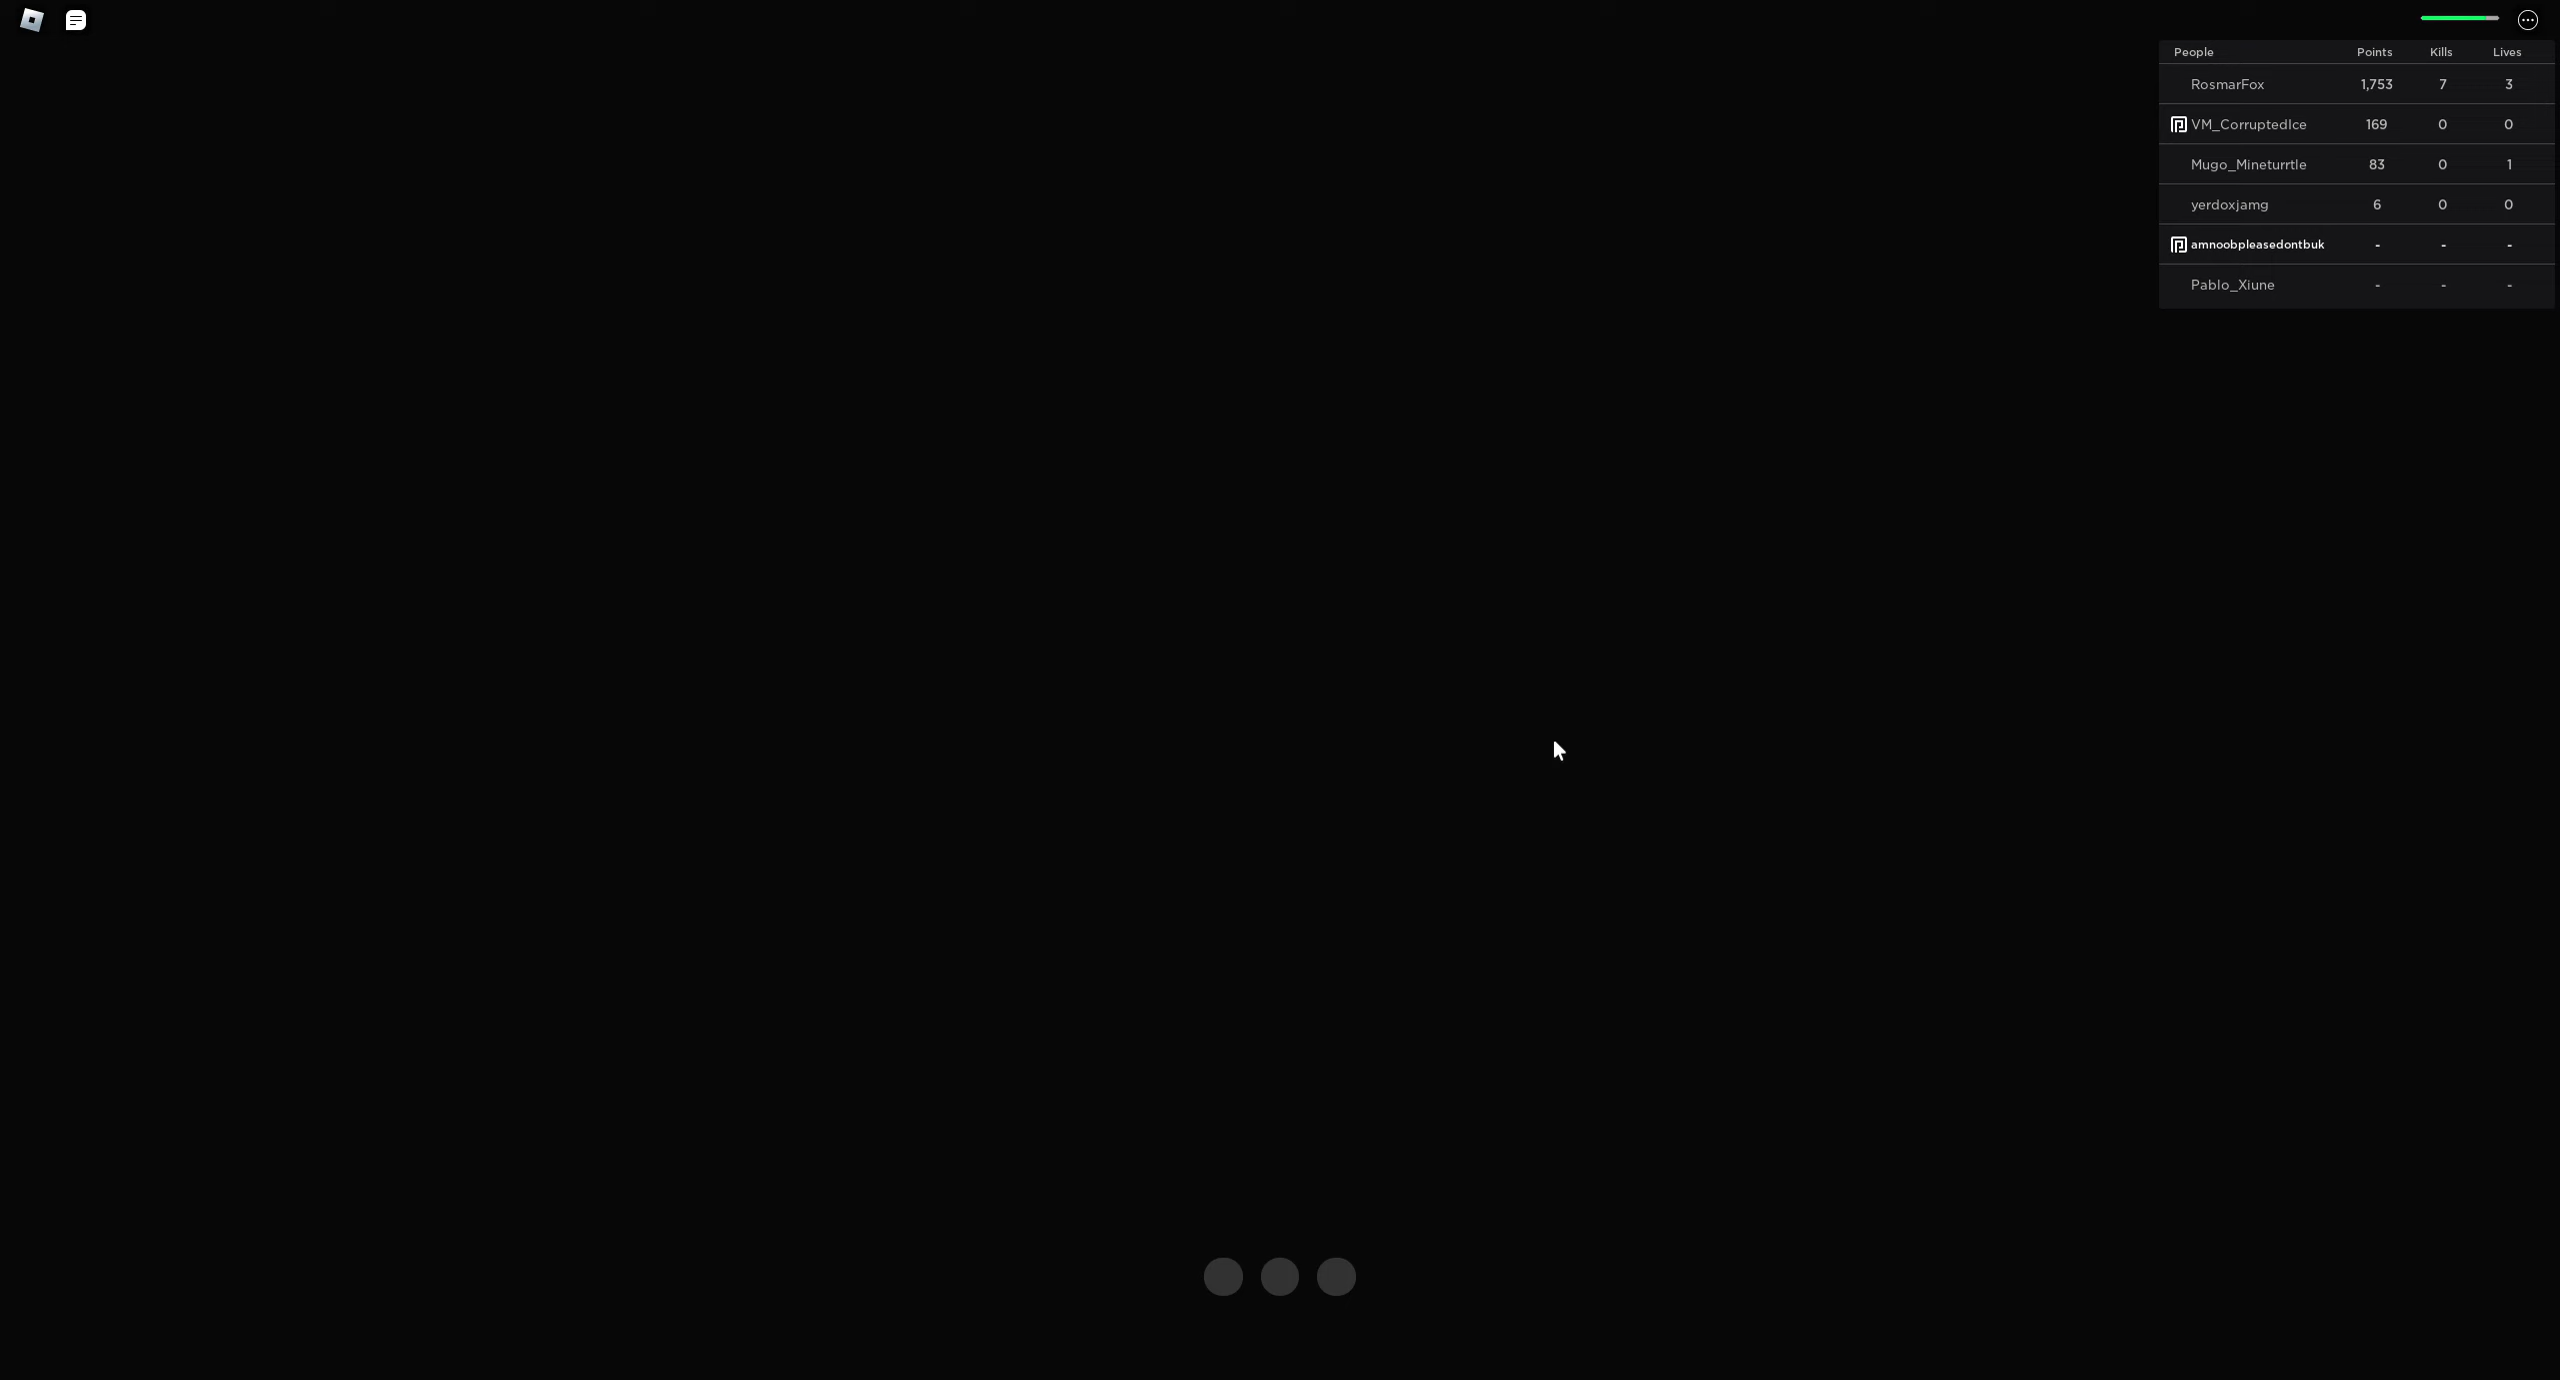 People Points Kills Lives
RosmarFox 1,753 7 3
VM_CorruptedIce 169 0 0
Mugo_Mineturrtle 83 0 1
yerdoxjamg 6 0 0
amnoobpleasedontbuk - - -
Pablo_Xiune - - -